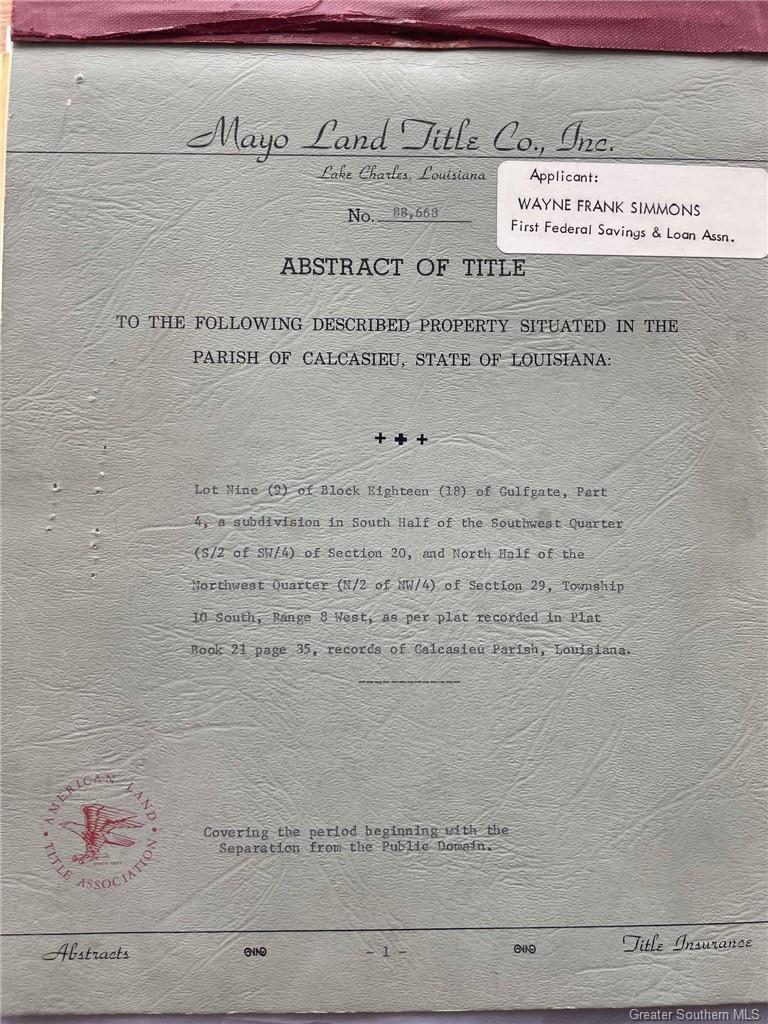 Mayo Land Title Co., Inc.
Lake Charles, Louisiana
Applicant:
WAYNE FRANK SIMMONS
First Federal Savings & Loan Assn.
No. 88,668
ABSTRACT OF TITLE
TO THE FOLLOWING DESCRIBED PROPERTY SITUATED IN THE
PARISH OF CALCASIEU, STATE OF LOUISIANA:
Lot Nine (9) of Block Eighteen (18) of Gulfgate, Part
4, a subdivision in South Half of the Southwest Quarter
(S/2 of SW/4) of Section 20, and North Half of the
Northwest Quarter (N/2 of NW/4) of Section 29, Township
10 South, Range 8 West, as per plat recorded in Plat
Book 21 page 35, records of Calcasieu Parish, Louisiana.
-------------
AMERICAN LAND
TITLE ASSOCIATION
Covering the period beginning with the
Separation from the Public Domain.
Abstracts
- 1 -
Title Insurance
Greater Southern MLS